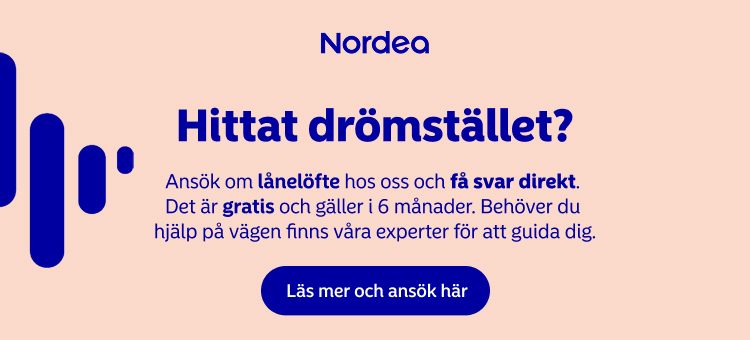 Nordea
Hittat drömstället?
Ansök om lånelöfte hos oss och få svar direkt.
Det är gratis och gäller i 6 månader. Behöver du
hjälp på vägen finns våra experter för att guida dig.
Läs mer och ansök här